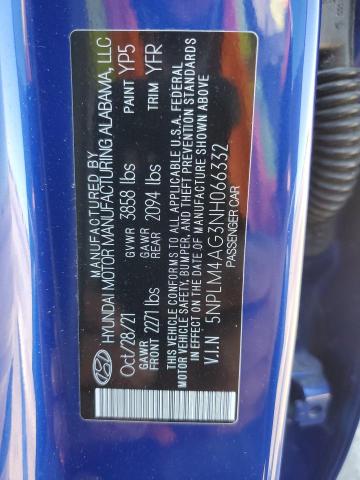 MANUFACTURED BY
HYUNDAI MOTOR MANUFACTURING ALABAMA, LLC
Oct/28/21 GVWR 3858 lbs PAINT YP5
GAWR FRONT 2271 lbs GAWR REAR 2094 lbs TRIM YFR
THIS VEHICLE CONFORMS TO ALL APPLICABLE U.S.A. FEDERAL
MOTOR VEHICLE SAFETY, BUMPER, AND THEFT PREVENTION STANDARDS
IN EFFECT ON THE DATE OF MANUFACTURE SHOWN ABOVE
V.I.N 5NPLM4AG3NH066332
PASSENGER CAR